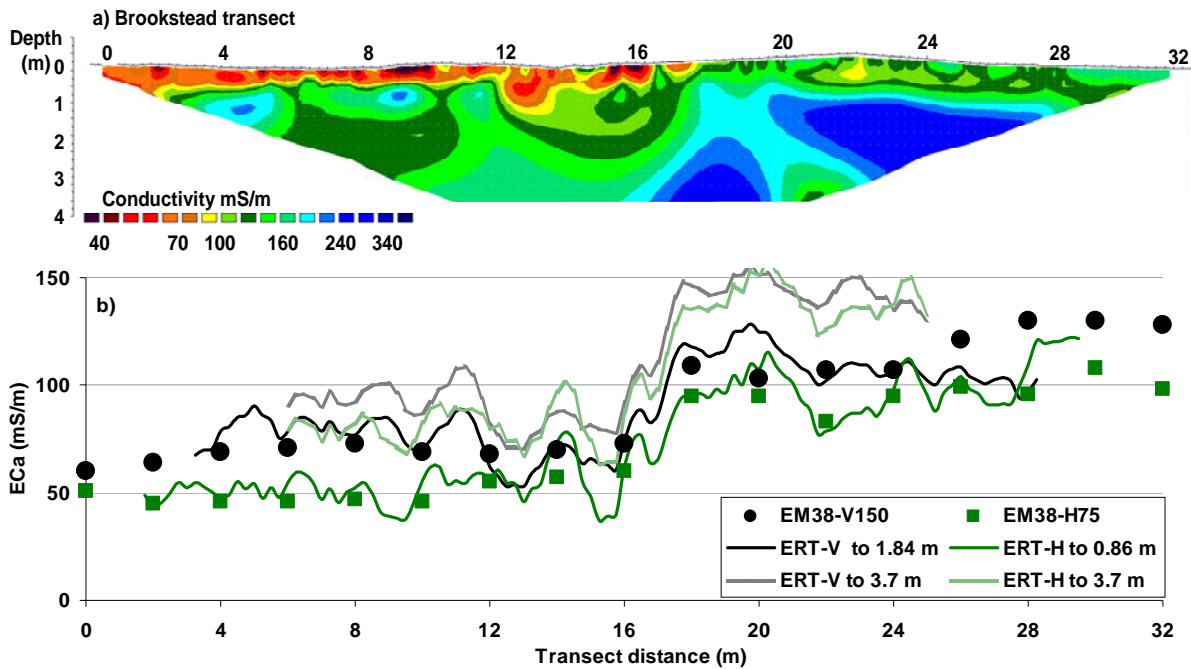 a) Brookstead transect
Depth
(m)
0 4 8 12 16 20 24 28 32
0
1
2
3
4
Conductivity mS/m
40 70 100 160 240 340
b)
150
100
50
0
ECa (mS/m)
EM38-V150 EM38-H75
ERT-V to 1.84 m ERT-H to 0.86 m
ERT-V to 3.7 m ERT-H to 3.7 m
0 4 8 12 16 20 24 28 32
Transect distance (m)